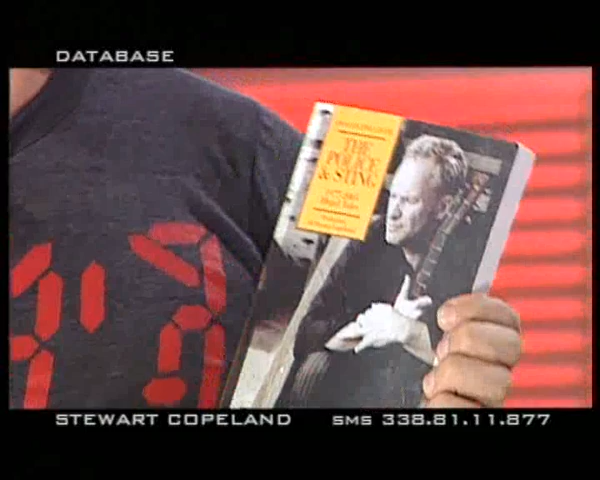 DATABASE
THE
POLICE
& STING
STEWART COPELAND SMS 338.81.11.877